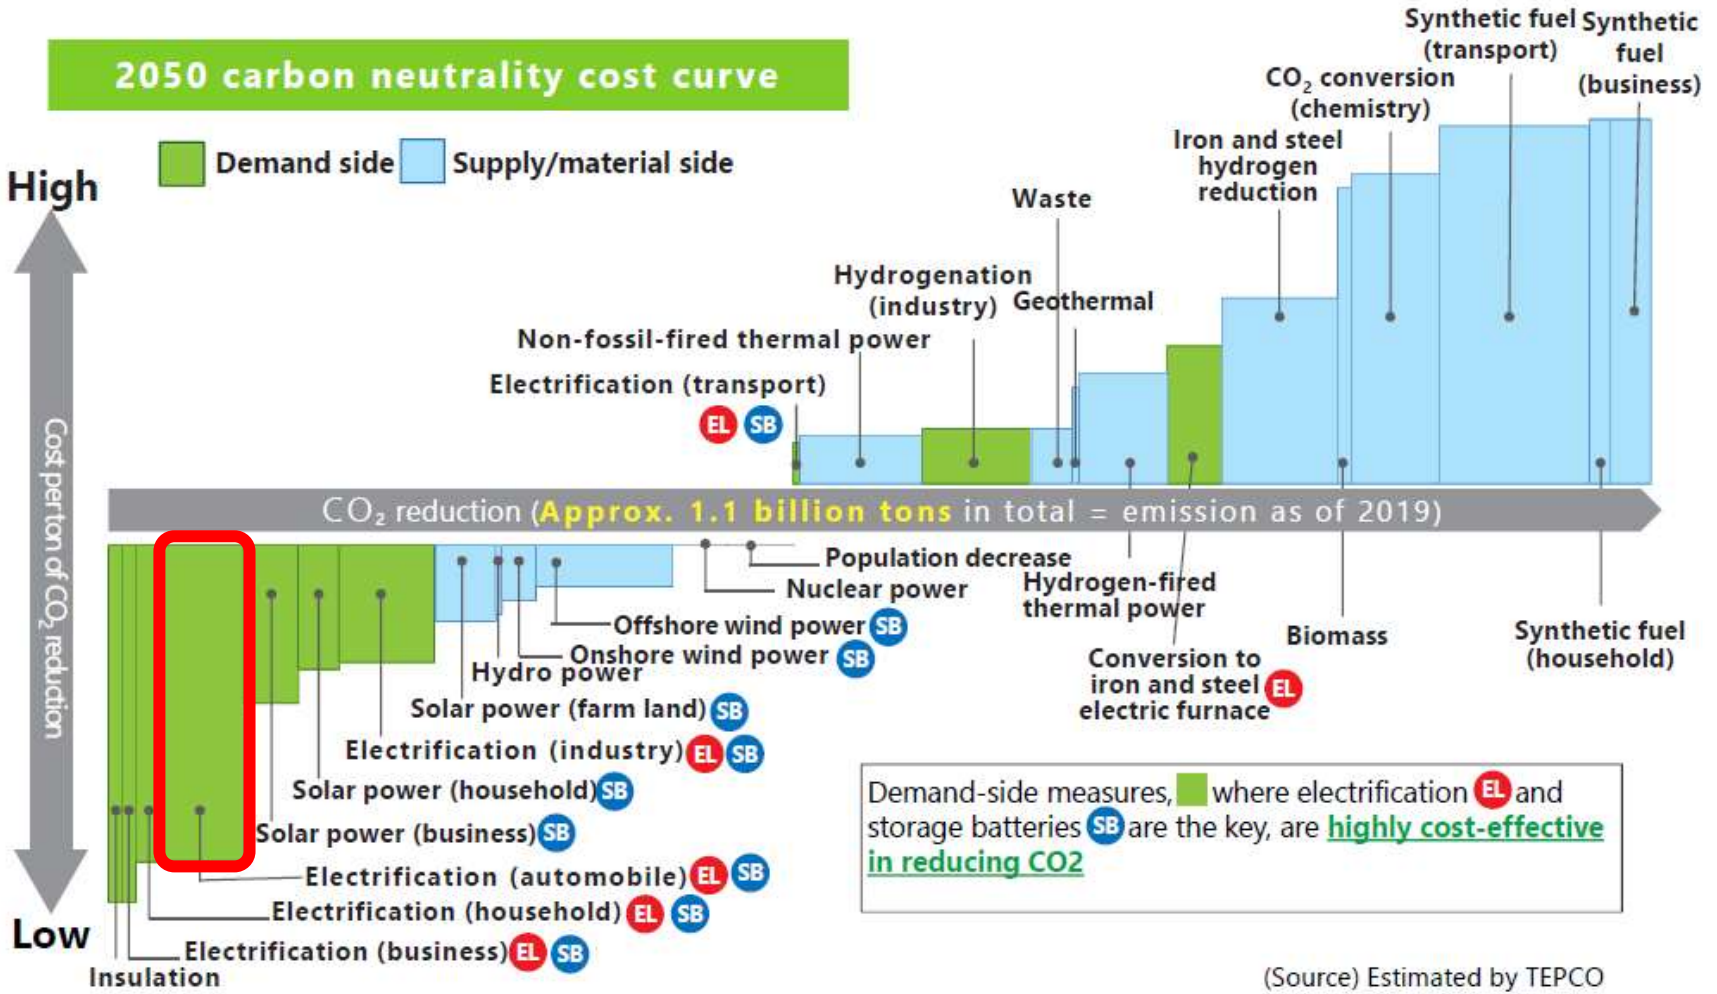 2050 carbon neutrality cost curve
Demand side
Supply/material side
High
Cost per ton of CO₂ reduction
Low
Synthetic fuel
(transport)
Synthetic
fuel
(business)
CO₂ conversion
(chemistry)
Iron and steel
hydrogen
reduction
Waste
Hydrogenation
(industry)
Geothermal
Non-fossil-fired thermal power
Electrification (transport)
EL SB
CO₂ reduction (Approx. 1.1 billion tons in total = emission as of 2019)
Population decrease
Nuclear power
Offshore wind power SB
Onshore wind power SB
Hydro power
Solar power (farm land) SB
Electrification (industry) EL SB
Solar power (household) SB
Solar power (business) SB
Electrification (automobile) EL SB
Electrification (household) EL SB
Electrification (business) EL SB
Insulation
Hydrogen-fired
thermal power
Conversion to
iron and steel
electric furnace EL
Biomass
Synthetic fuel
(household)
Demand-side measures, where electrification EL and
storage batteries SB are the key, are highly cost-effective
in reducing CO2
(Source) Estimated by TEPCO